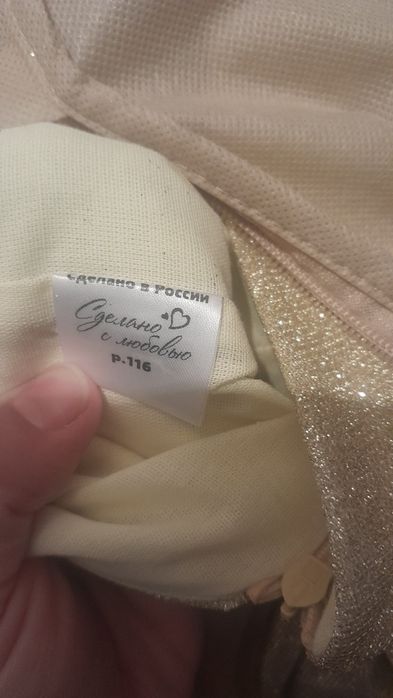 Сделано в России
Сделано
с любовью
р.116